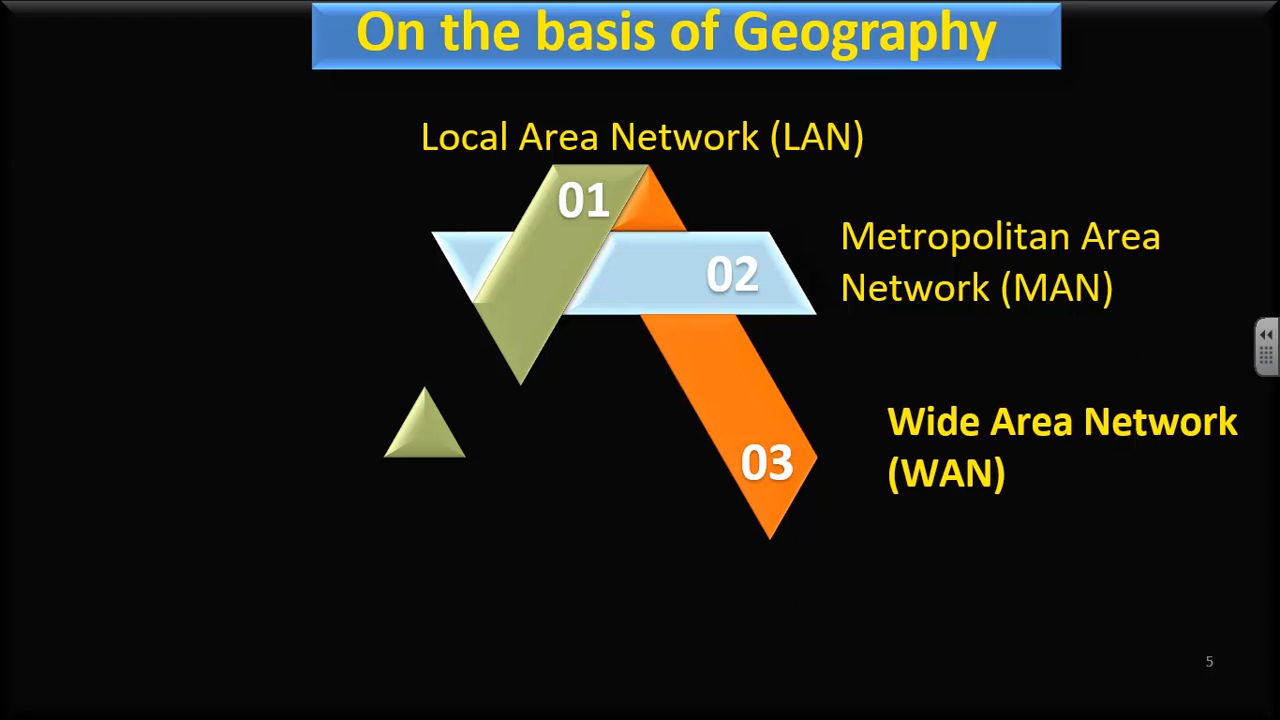 On the basis of Geography
Local Area Network (LAN)
01
02
Metropolitan Area
Network (MAN)
03
Wide Area Network
(WAN)
5